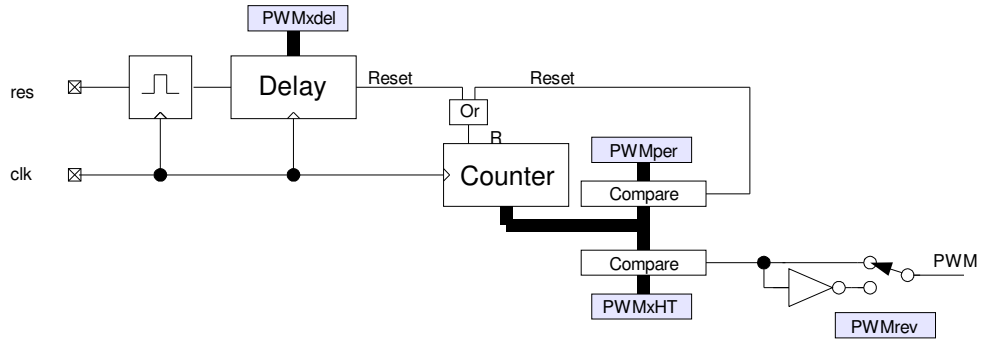 PWMxdel
Delay
Reset
Reset
res
Or
R
PWMper
clk
Counter
Compare
Compare
PWM
PWMxHT
PWMrev